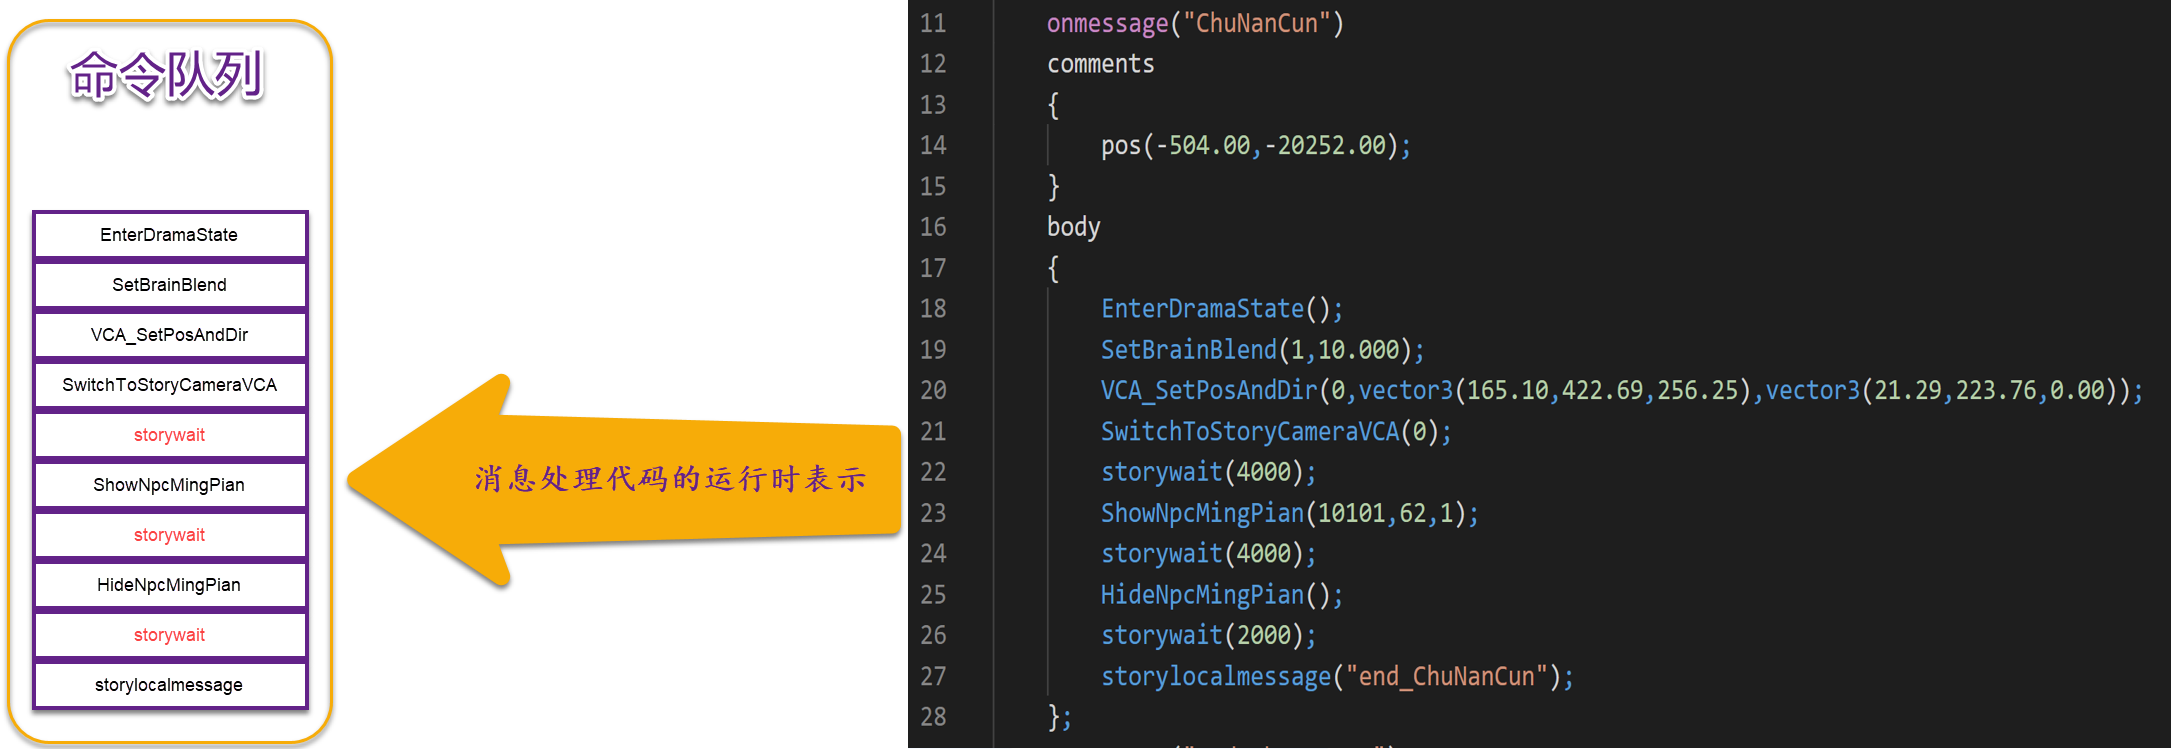 命令队列
EnterDramaState
SetBrainBlend
VCA_SetPosAndDir
SwitchToStoryCameraVCA
storywait
ShowNpcMingPian
storywait
HideNpcMingPian
storywait
storylocalmessage
消息处理代码的运行时表示
11 onmessage("ChuNanCun")
12 comments
13 {
14 pos(-504.00,-20252.00);
15 }
16 body
17 {
18 EnterDramaState();
19 SetBrainBlend(1,10.000);
20 VCA_SetPosAndDir(0,vector3(165.10,422.69,256.25),vector3(21.29,223.76,0.00));
21 SwitchToStoryCameraVCA(0);
22 storywait(4000);
23 ShowNpcMingPian(10101,62,1);
24 storywait(4000);
25 HideNpcMingPian();
26 storywait(2000);
27 storylocalmessage("end_ChuNanCun");
28 };